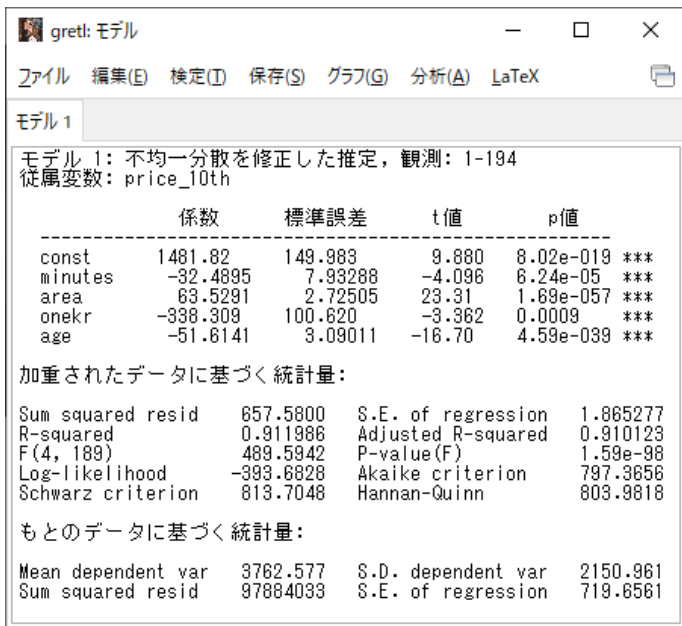 gretl: モデル
ファイル 編集(E) 検定(T) 保存(S) グラフ(G) 分析(A) LaTeX
モデル 1
モデル 1: 不均一分散を修正した推定, 観測: 1-194
従属変数: price_10th
係数 標準誤差 t値 p値
-----------------------------------------------------------
const 1481.82 149.983 9.880 8.02e-019 ***
minutes -32.4895 7.93288 -4.096 6.24e-05 ***
area 63.5291 2.72505 23.31 1.69e-057 ***
onekr -338.309 100.620 -3.362 0.0009 ***
age -51.6141 3.09011 -16.70 4.59e-039 ***
加重されたデータに基づく統計量:
Sum squared resid 657.5800 S.E. of regression 1.865277
R-squared 0.911986 Adjusted R-squared 0.910123
F(4, 189) 489.5942 P-value(F) 1.59e-98
Log-likelihood -393.6828 Akaike criterion 797.3656
Schwarz criterion 813.7048 Hannan-Quinn 803.9818
もとのデータに基づく統計量:
Mean dependent var 3762.577 S.D. dependent var 2150.961
Sum squared resid 97884033 S.E. of regression 719.6561